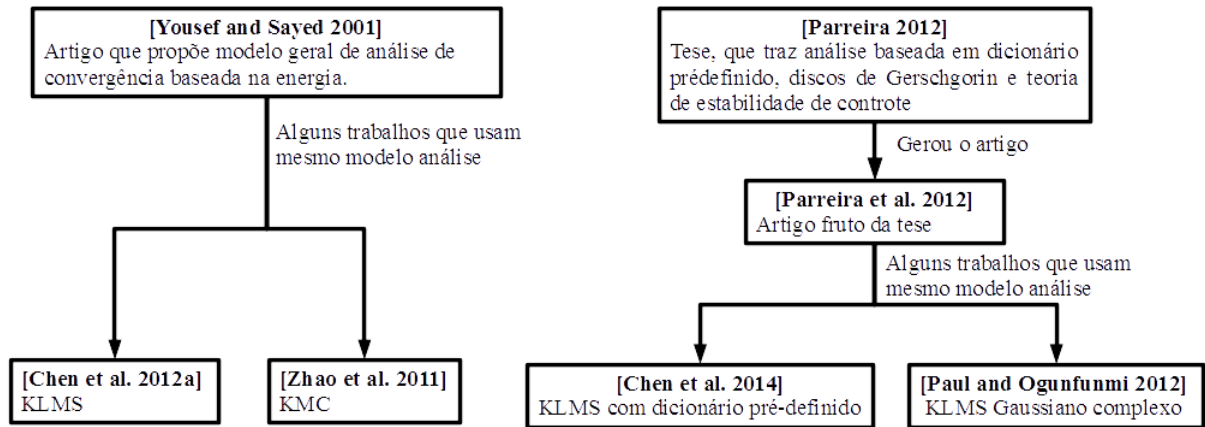 [Yousef and Sayed 2001]
Artigo que propõe modelo geral de análise de
convergência baseada na energia.
Alguns trabalhos que usam
mesmo modelo análise
[Chen et al. 2012a]
KLMS
[Zhao et al. 2011]
KMC
[Parreira 2012]
Tese, que traz análise baseada em dicionário
prédefinido, discos de Gerschgorin e teoria
de estabilidade de controte
Gerou o artigo
[Parreira et al. 2012]
Artigo fruto da tese
Alguns trabalhos que usam
mesmo modelo análise
[Chen et al. 2014]
KLMS com dicionário pré-definido
[Paul and Ogunfunmi 2012]
KLMS Gaussiano complexo